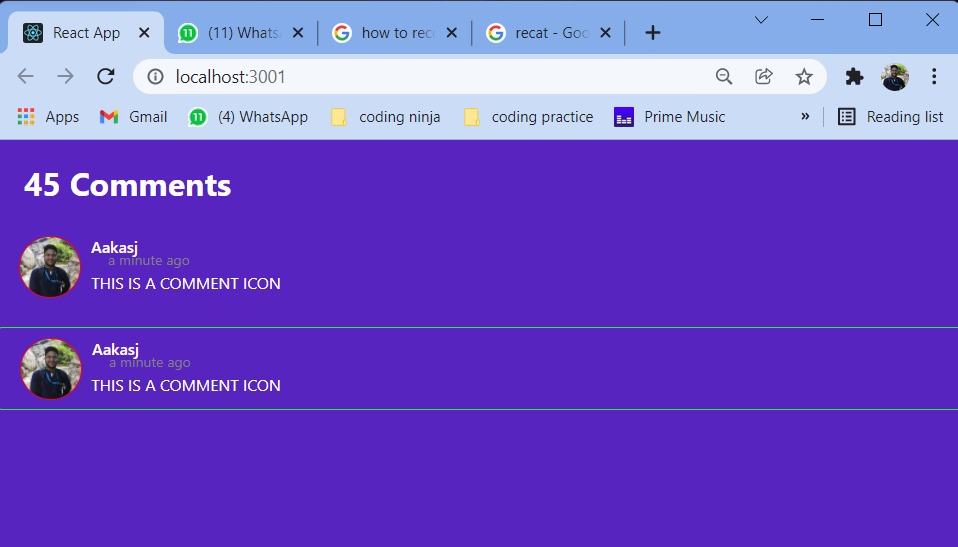 React App
(11) Whats
how to reco
recat - Goo
localhost:3001
Apps
Gmail
11
(4) WhatsApp
coding ninja
coding practice
Prime Music
»
Reading list
45 Comments
Aakasj
a minute ago
THIS IS A COMMENT ICON
Aakasj
a minute ago
THIS IS A COMMENT ICON